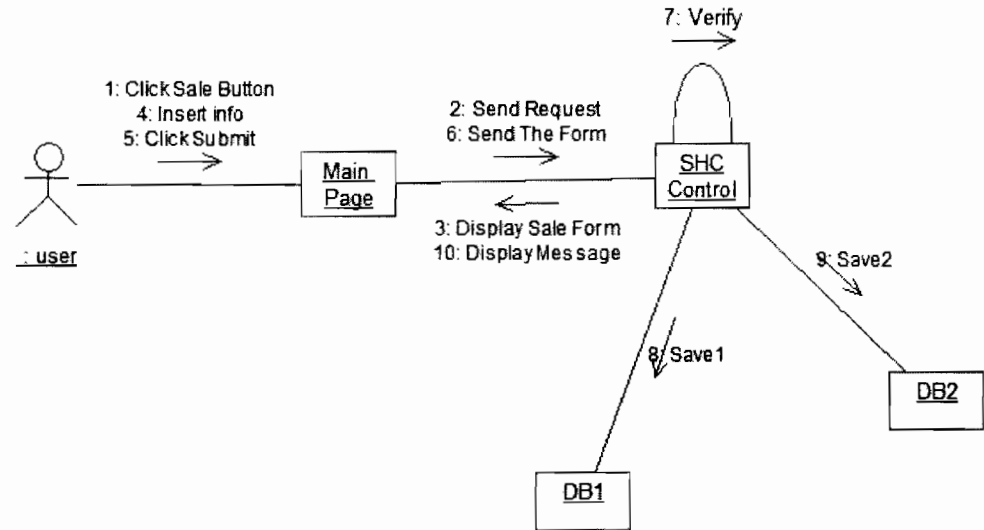 7: Verify
1: Click Sale Button
4: Insert info
5: Click Submit
2: Send Request
6: Send The Form
Main
Page
SHC
Control
3: Display Sale Form
10: Display Message
: user
9: Save2
8: Save1
DB2
DB1